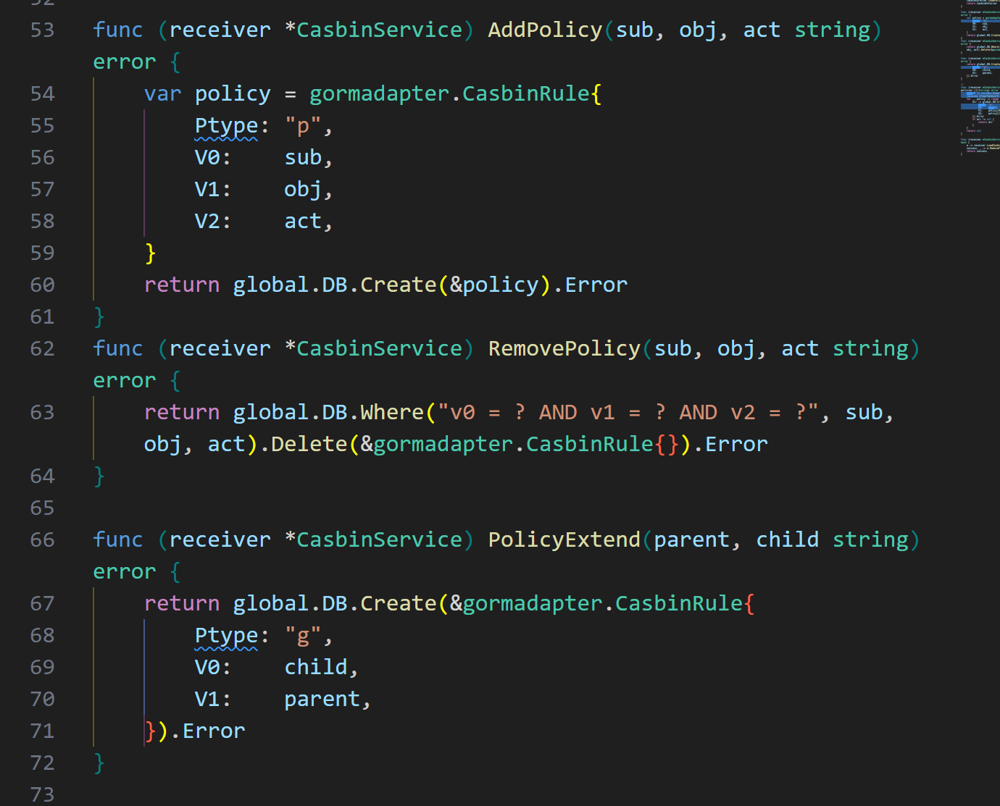 53 func (receiver *CasbinService) AddPolicy(sub, obj, act string)
error {
54 var policy = gormadapter.CasbinRule{
55 Ptype: "p",
56 V0: sub,
57 V1: obj,
58 V2: act,
59 }
60 return global.DB.Create(&policy).Error
61 }
62 func (receiver *CasbinService) RemovePolicy(sub, obj, act string)
error {
63 return global.DB.Where("v0 = ? AND v1 = ? AND v2 = ?", sub,
obj, act).Delete(&gormadapter.CasbinRule{}).Error
64 }
65
66 func (receiver *CasbinService) PolicyExtend(parent, child string)
error {
67 return global.DB.Create(&gormadapter.CasbinRule{
68 Ptype: "g",
69 V0: child,
70 V1: parent,
71 }).Error
72 }
73